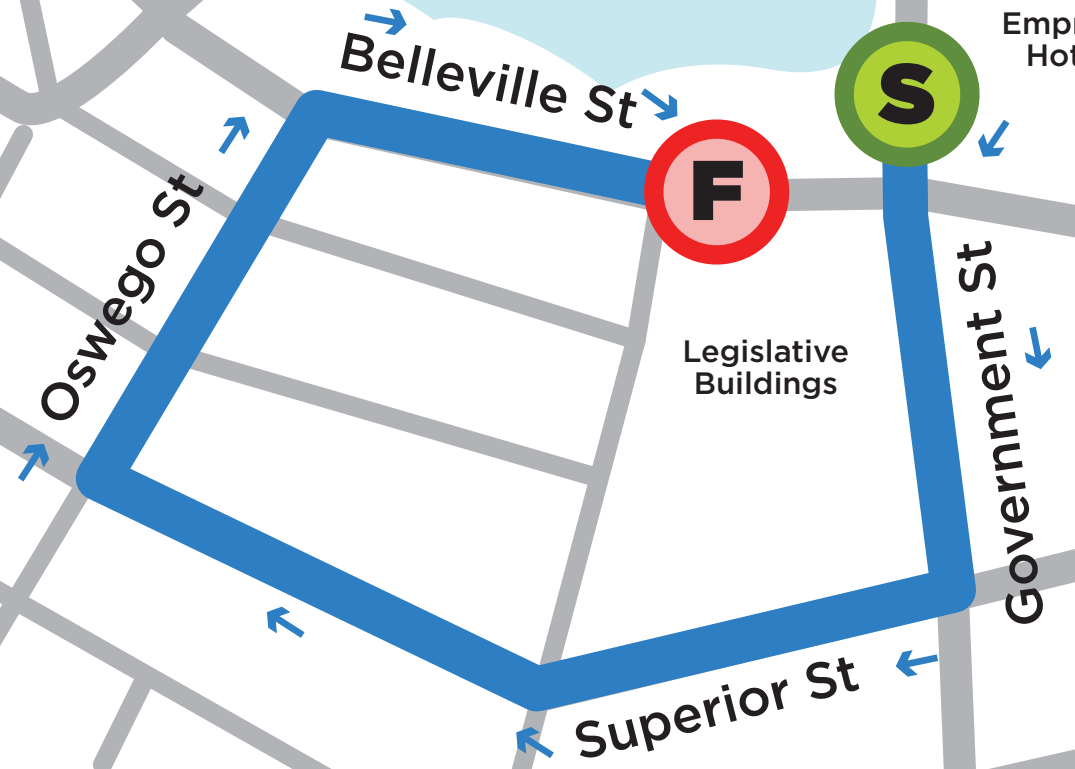 Belleville St
S
F
Oswego St
Legislative
Buildings
Government St
Superior St